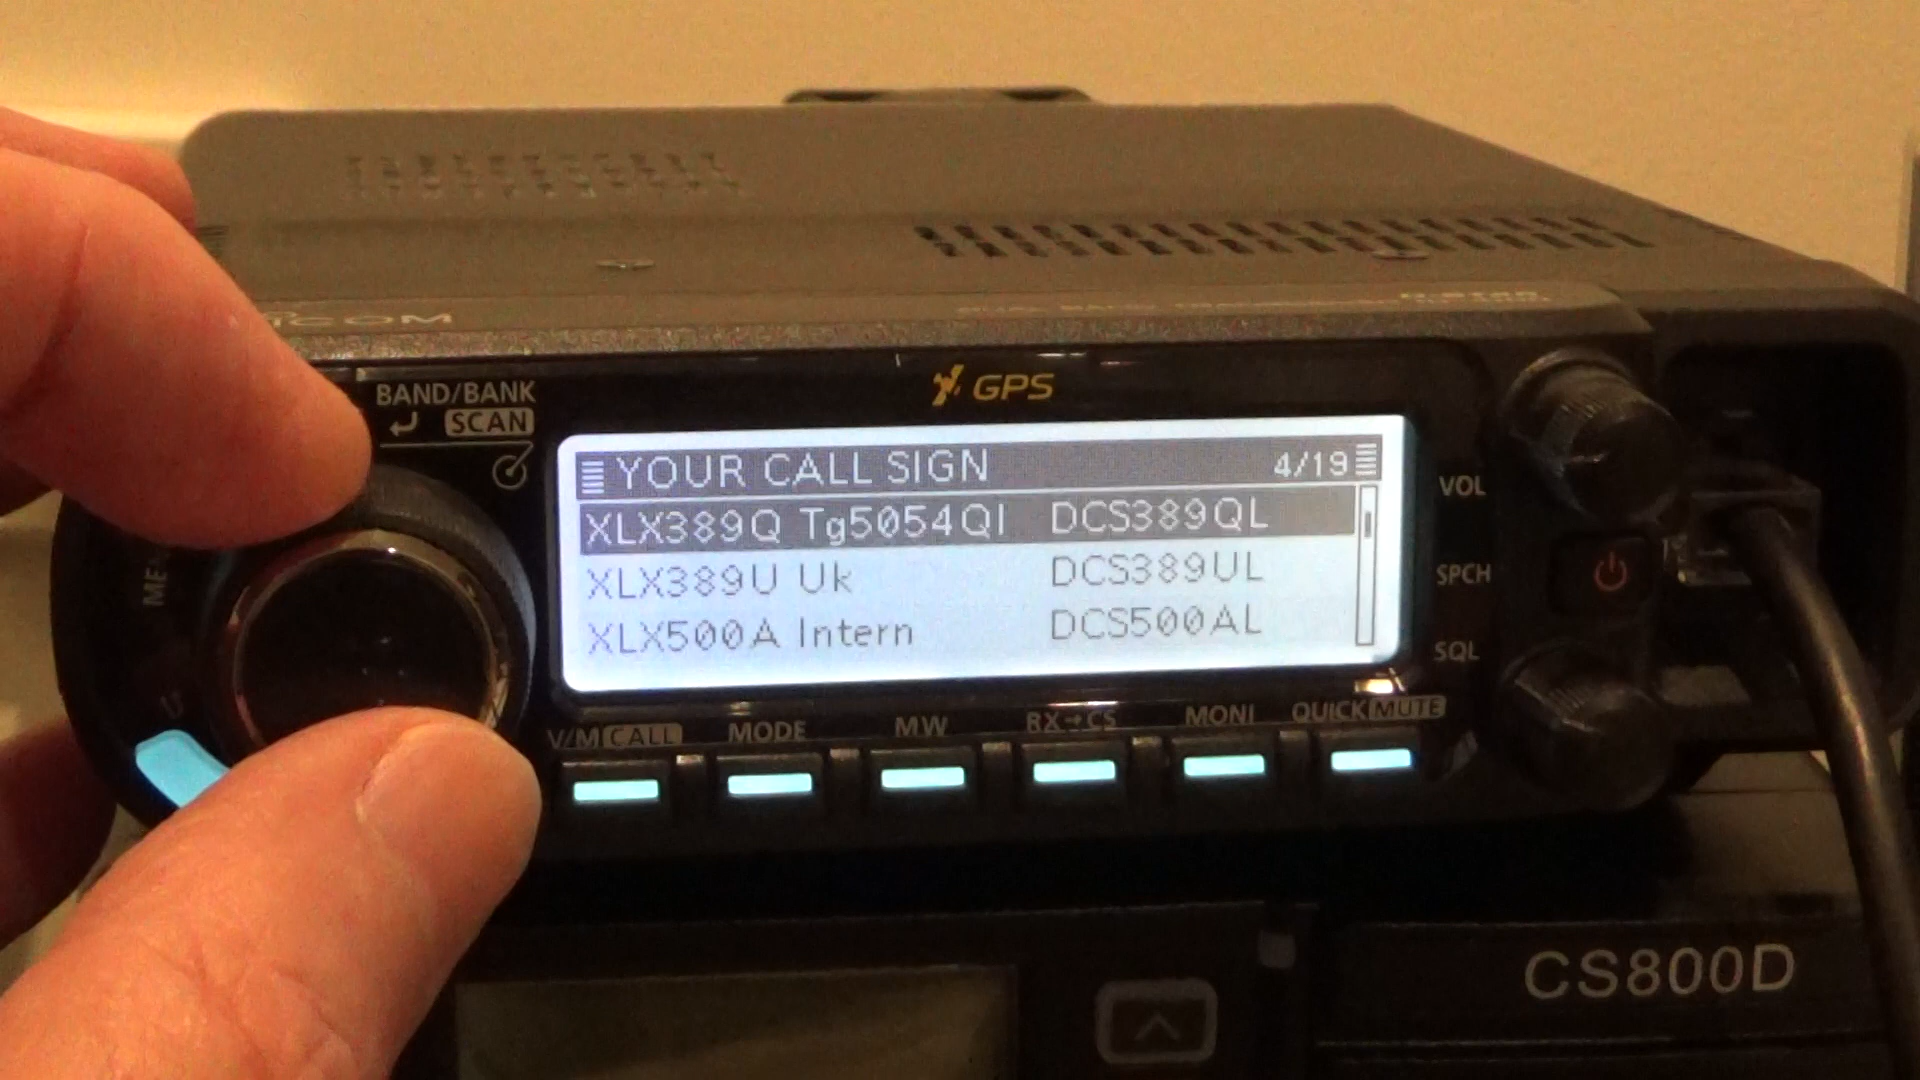 ICOM
BAND/BANK
SCAN
GPS
YOUR CALL SIGN 4/19
XLX389Q Tg5054QI DCS389QL
XLX389U Uk DCS389UL
XLX500A Intern DCS500AL
VOL
SPCH
SQL
V/M CALL MODE MW RX→CS MONI QUICK MUTE
CS800D